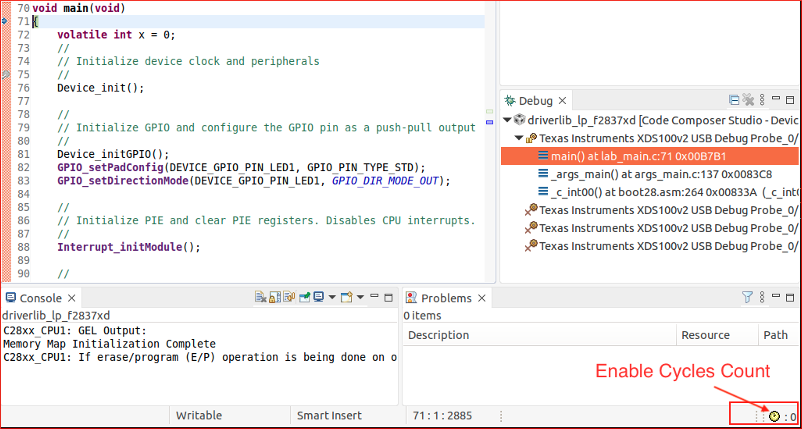 70 void main(void)
71 {
72 volatile int x = 0;
73 //
74 // Initialize device clock and peripherals
75 //
76 Device_init();
77
78 //
79 // Initialize GPIO and configure the GPIO pin as a push-pull output
80 //
81 Device_initGPIO();
82 GPIO_setPadConfig(DEVICE_GPIO_PIN_LED1, GPIO_PIN_TYPE_STD);
83 GPIO_setDirectionMode(DEVICE_GPIO_PIN_LED1, GPIO_DIR_MODE_OUT);
84
85 //
86 // Initialize PIE and clear PIE registers. Disables CPU interrupts.
87 //
88 Interrupt_initModule();
89
90 //
Debug
driverlib_lp_f2837xd [Code Composer Studio - Devic
Texas Instruments XDS100v2 USB Debug Probe_0/
main() at lab_main.c:71 0x00B7B1
_args_main() at args_main.c:137 0x0083C8
_c_int00() at boot28.asm:264 0x00833A (_c_int0
Texas Instruments XDS100v2 USB Debug Probe_0/
Texas Instruments XDS100v2 USB Debug Probe_0/
Texas Instruments XDS100v2 USB Debug Probe_0/
Console
driverlib_lp_f2837xd
C28xx_CPU1: GEL Output:
Memory Map Initialization Complete
C28xx_CPU1: If erase/program (E/P) operation is being done on o
Problems
0 items
Description Resource Path
Enable Cycles Count
Writable Smart Insert 71 : 1 : 2885 : 0